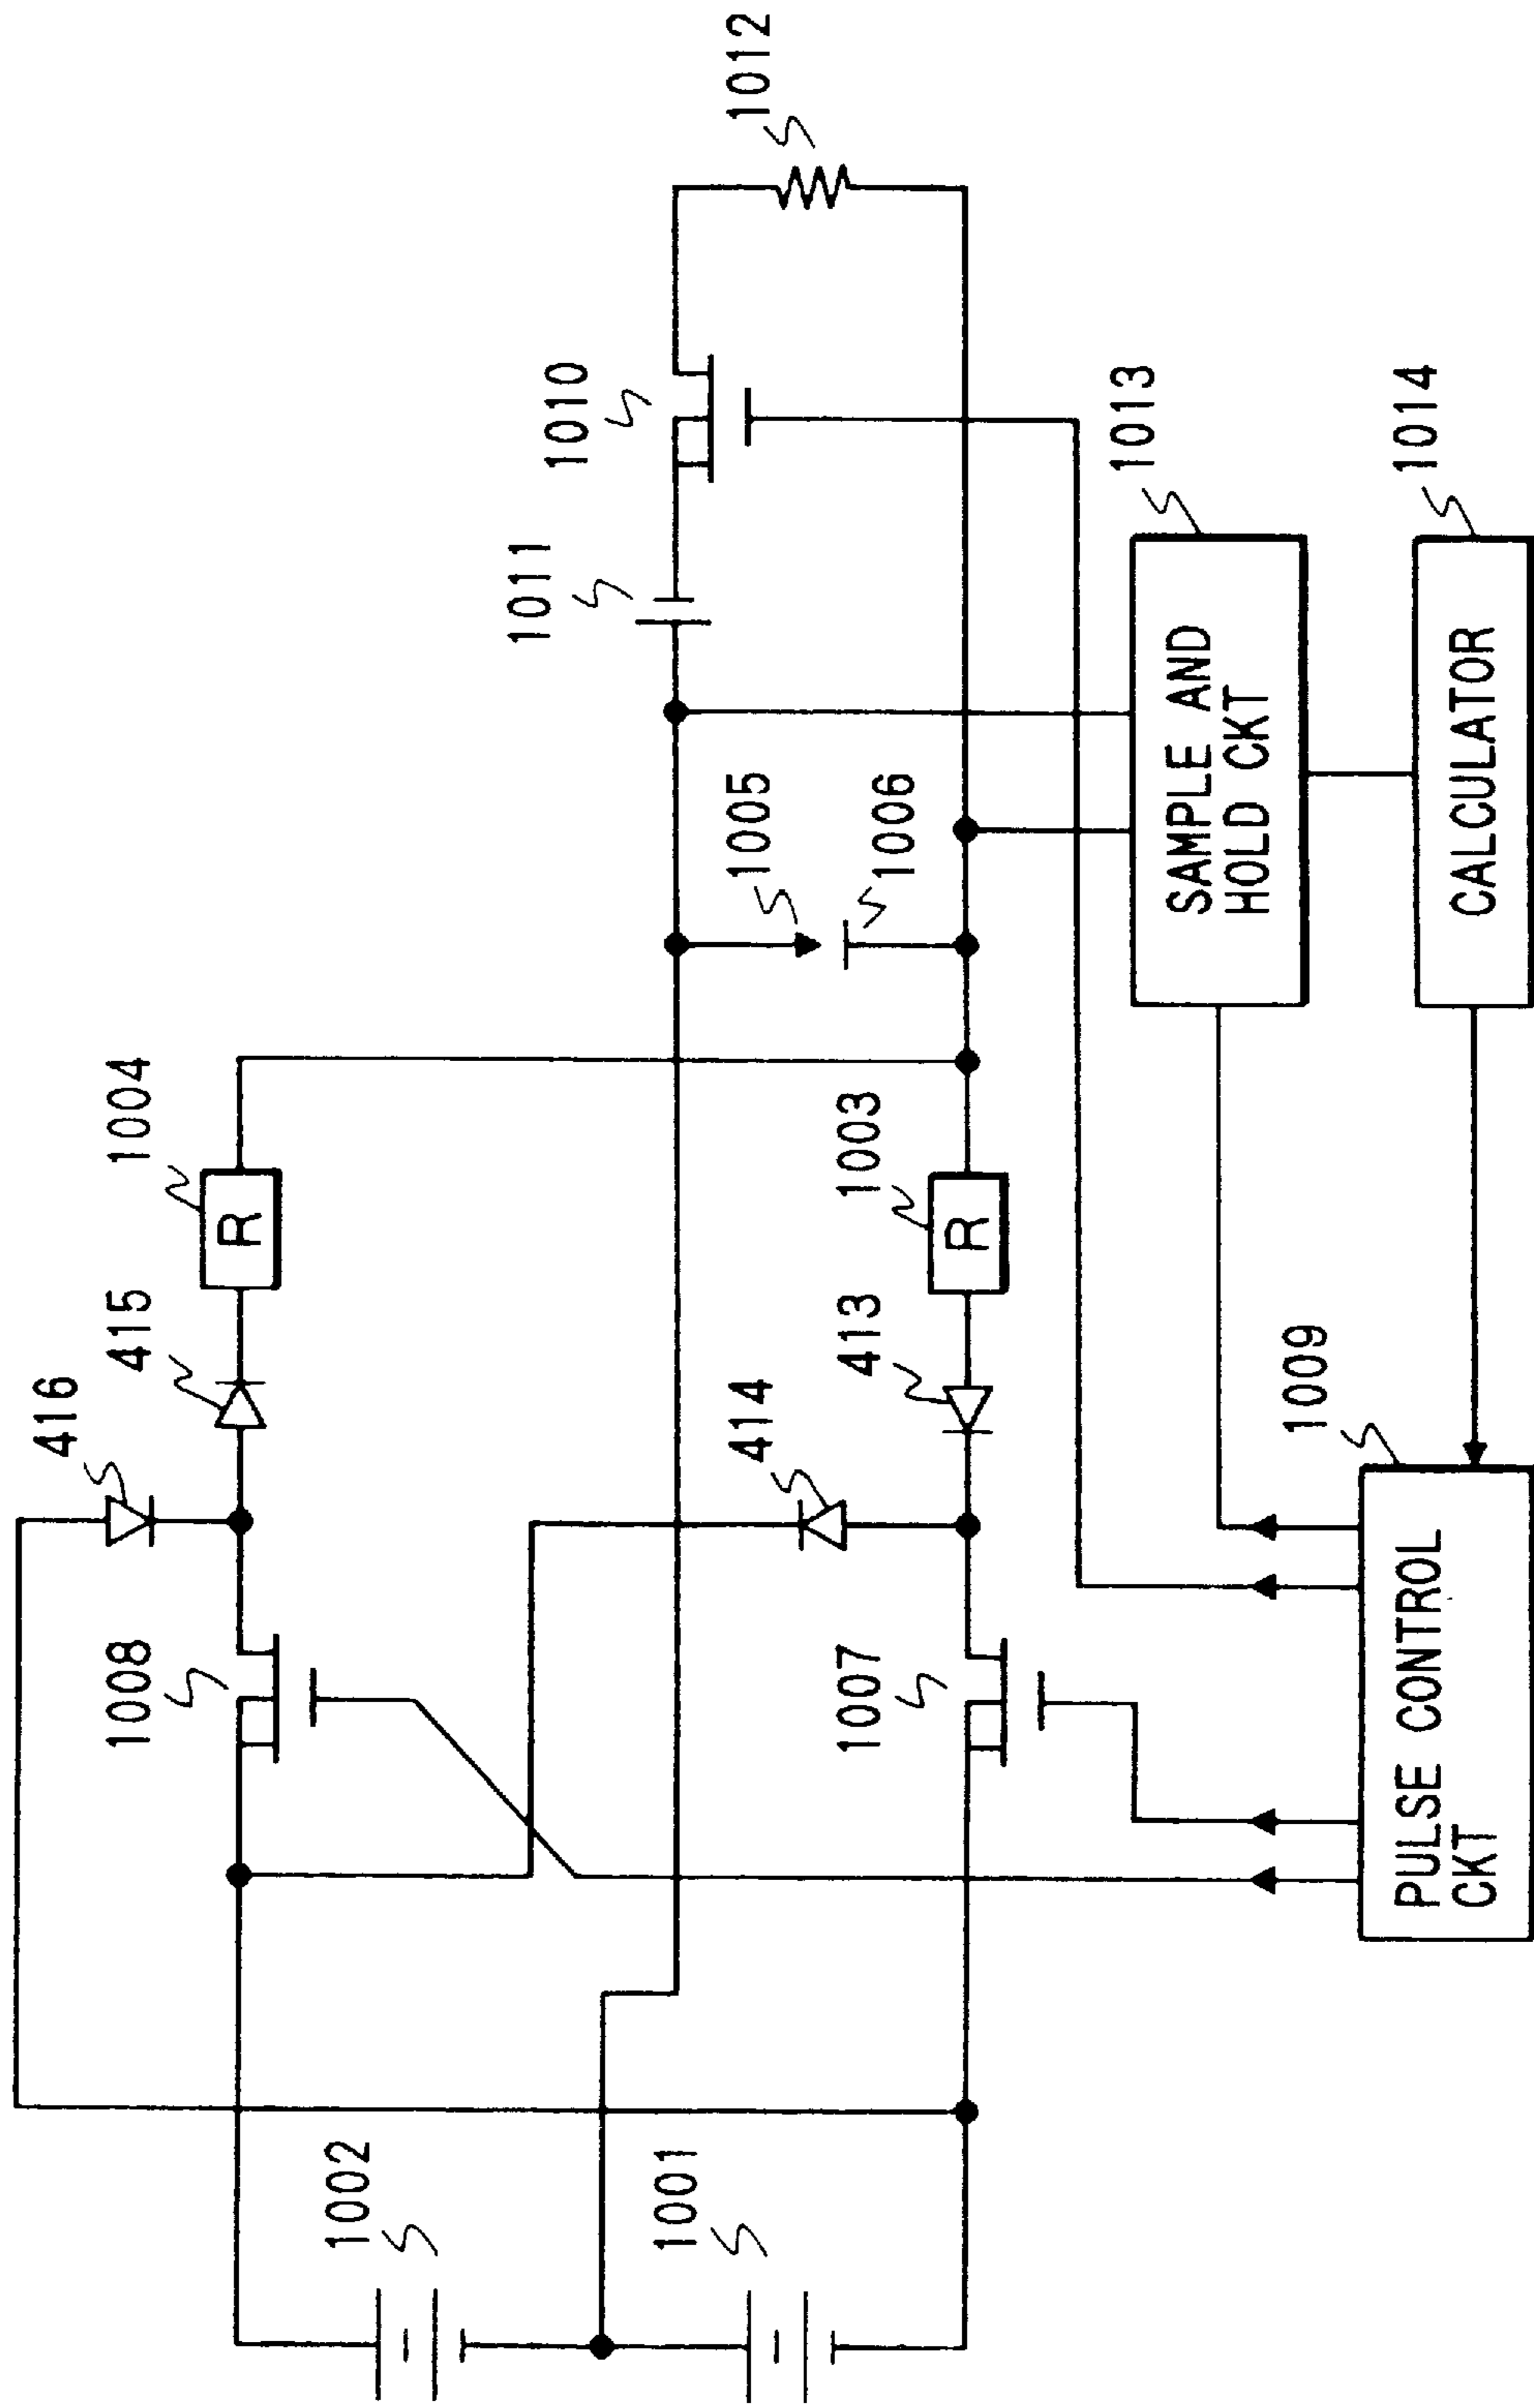 416
415
1004
1008
1002
1001
414
413
1003
1007
1005
1006
1011
1010
1012
1009
PULSE CONTROL
CKT
R
R
SAMPLE AND
HOLD CKT
1013
CALCULATOR
1014